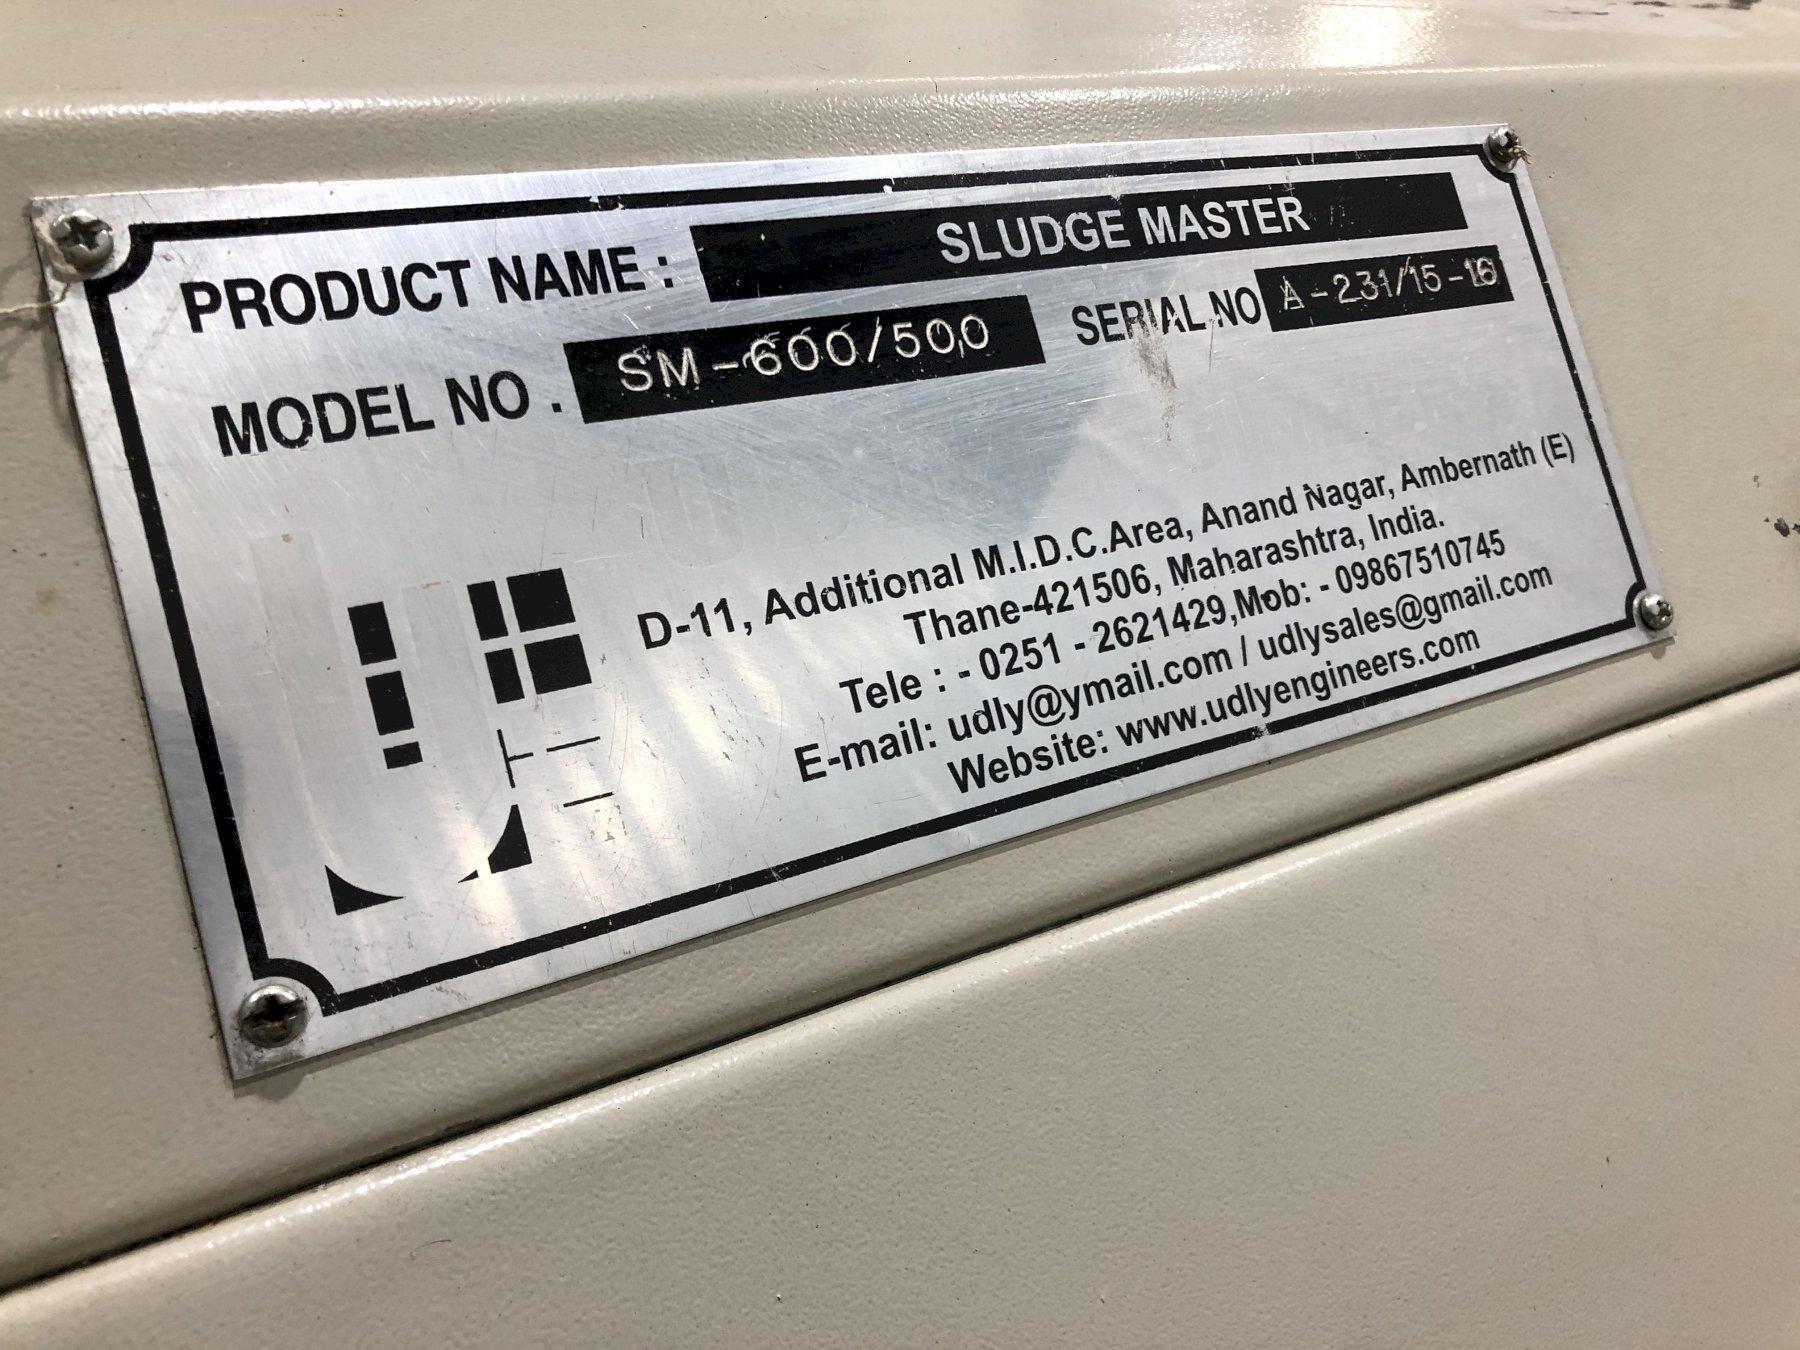 PRODUCT NAME : SLUDGE MASTER
MODEL NO . SM-600/500 SERIAL NO A-231/15-16
D-11, Additional M.I.D.C.Area, Anand Nagar, Ambernath (E)
Thane-421506, Maharashtra, India.
Tele : - 0251 - 2621429,Mob: - 09867510745
E-mail: udly@ymail.com / udlysales@gmail.com
Website: www.udlyengineers.com